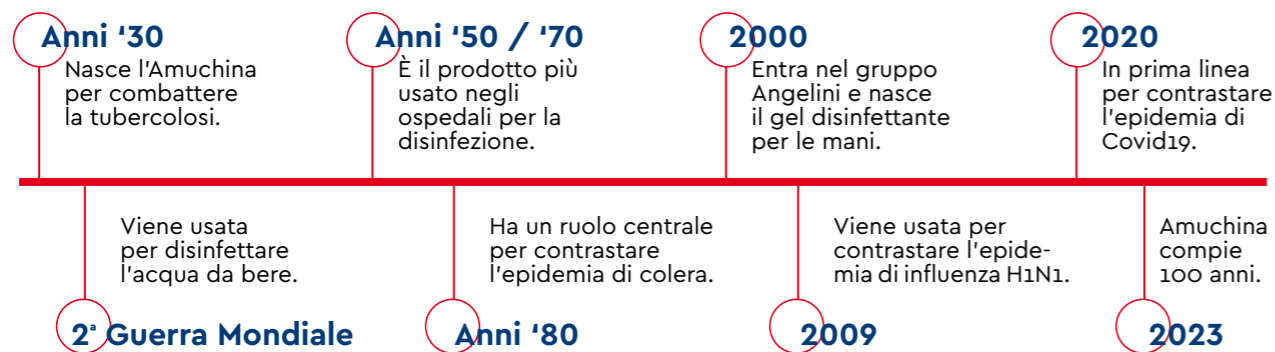 Anni ‘30
Nasce l’Amuchina
per combattere
la tubercolosi.
Anni ‘50 / ‘70
È il prodotto più
usato negli
ospedali per la
disinfezione.
2000
Entra nel gruppo
Angelini e nasce
il gel disinfettante
per le mani.
2020
In prima linea
per contrastare
l’epidemia di
Covid19.
Viene usata
per disinfettare
l’acqua da bere.
2ª Guerra Mondiale
Ha un ruolo centrale
per contrastare
l’epidemia di colera.
Anni ‘80
Viene usata per
contrastare l’epide-
mia di influenza H1N1.
2009
Amuchina
compie
100 anni.
2023